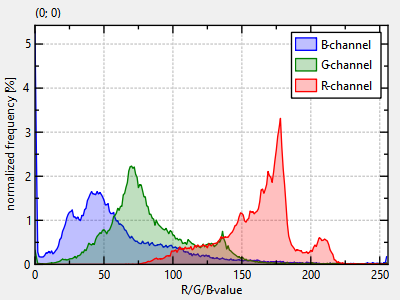 (0; 0)
normalized frequency [%]
5
4
3
2
1
0
B-channel
G-channel
R-channel
0 50 100 150 200 250
R/G/B-value